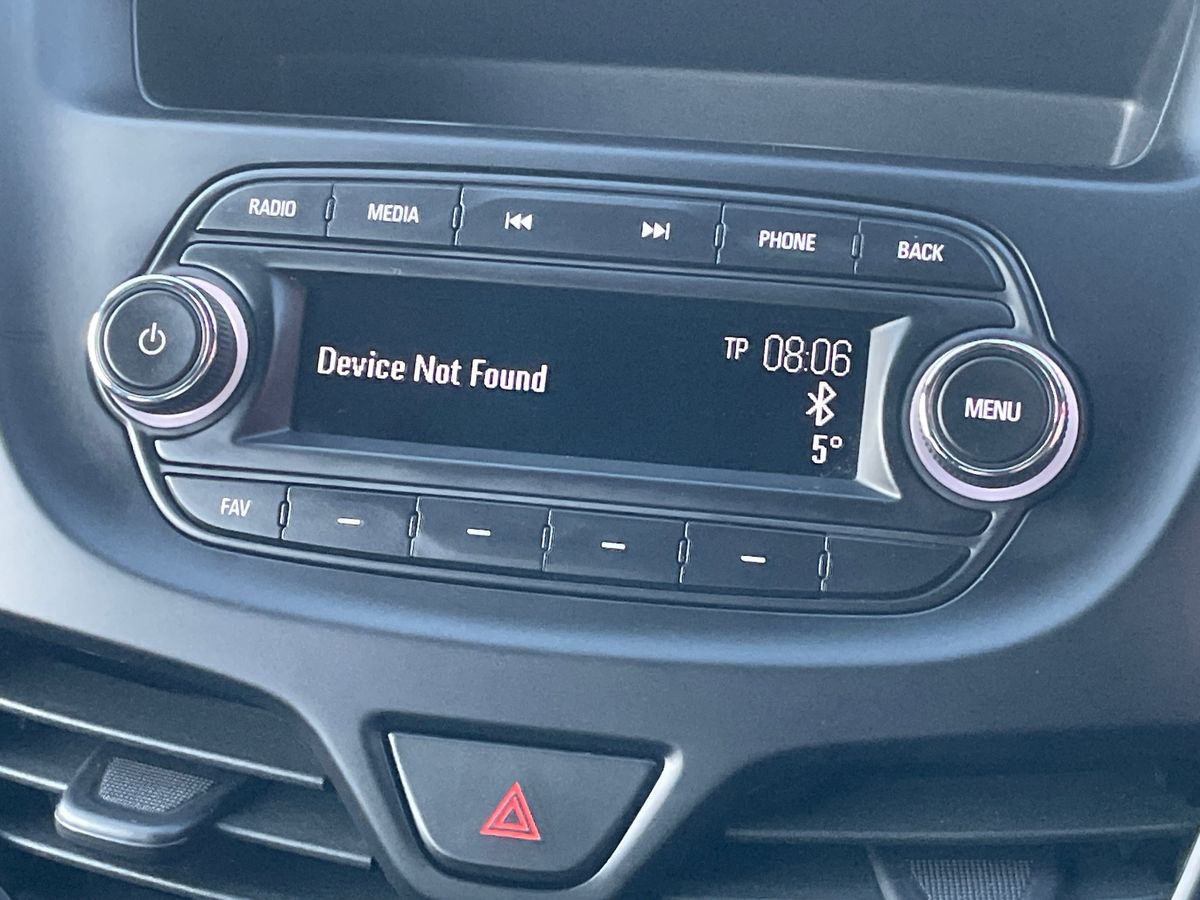 RADIO MEDIA PHONE BACK
Device Not Found
TP 08:06
5°
MENU
FAV